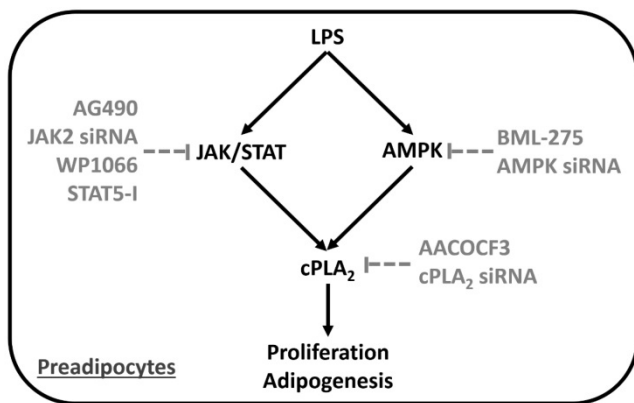 LPS
AG490
JAK2 siRNA
WP1066
STAT5-I
JAK/STAT
AMPK
BML-275
AMPK siRNA
cPLA₂
AACOCF3
cPLA₂ siRNA
Proliferation
Adipogenesis
Preadipocytes